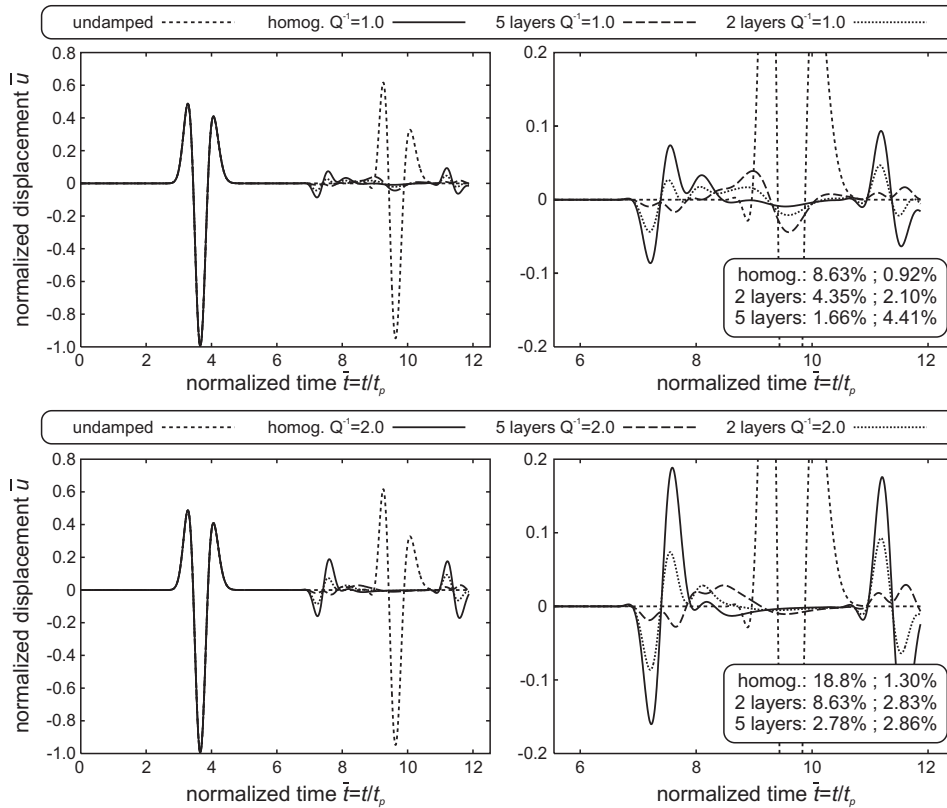 undamped homog. Q⁻¹=1.0 5 layers Q⁻¹=1.0 2 layers Q⁻¹=1.0
normalized displacement u̅
0.8
0.6
0.4
0.2
0
-0.2
-0.4
-0.6
-0.8
-1.0
0 2 4 6 8 10 12
normalized time t̅=t/tₚ
0.2
0.1
0
-0.1
-0.2
homog.: 8.63% ; 0.92%
2 layers: 4.35% ; 2.10%
5 layers: 1.66% ; 4.41%
6 8 10 12
normalized time t̅=t/tₚ
undamped homog. Q⁻¹=2.0 5 layers Q⁻¹=2.0 2 layers Q⁻¹=2.0
normalized displacement u̅
0.8
0.6
0.4
0.2
0
-0.2
-0.4
-0.6
-0.8
-1.0
0 2 4 6 8 10 12
normalized time t̅=t/tₚ
0.2
0.1
0
-0.1
-0.2
homog.: 18.8% ; 1.30%
2 layers: 8.63% ; 2.83%
5 layers: 2.78% ; 2.86%
6 8 10 12
normalized time t̅=t/tₚ